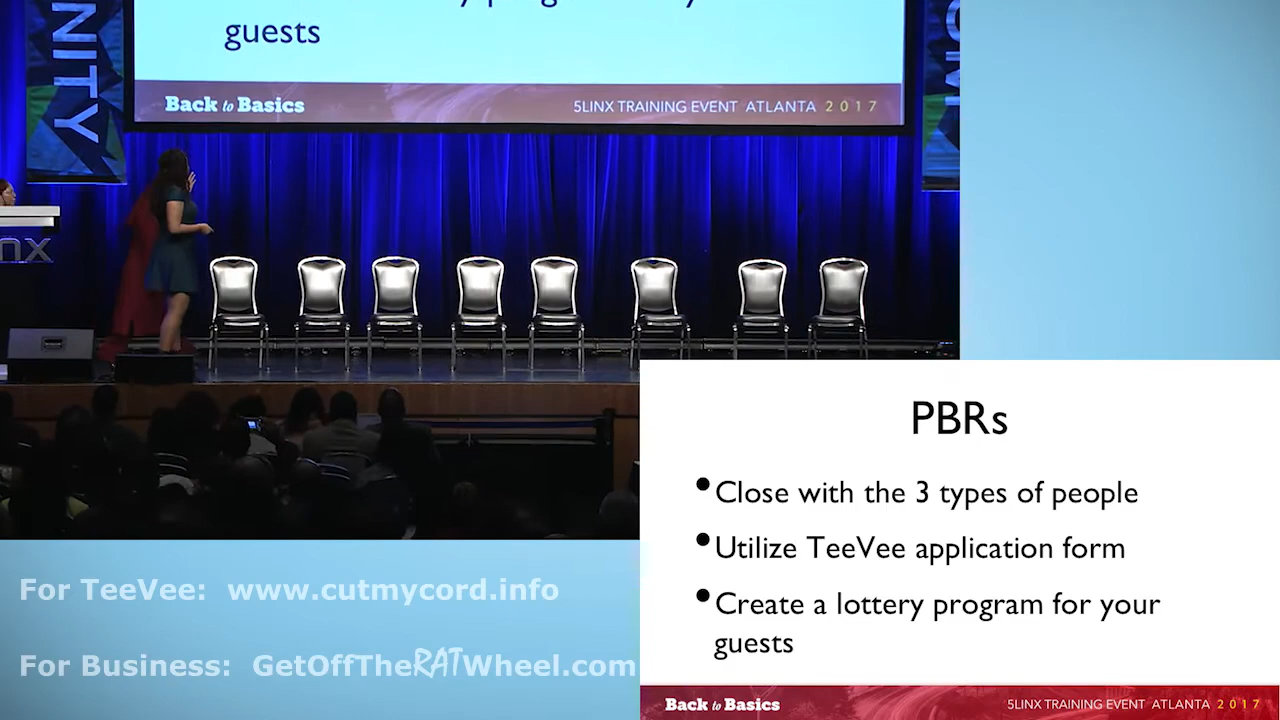 guests
Back to Basics
5LINX TRAINING EVENT ATLANTA 2017
NITY
OM
nx
PBRs
•Close with the 3 types of people
•Utilize TeeVee application form
•Create a lottery program for your
guests
Back to Basics
5LINX TRAINING EVENT ATLANTA 2017
For TeeVee: www.cutmycord.info
For Business: GetOffTheRATWheel.com